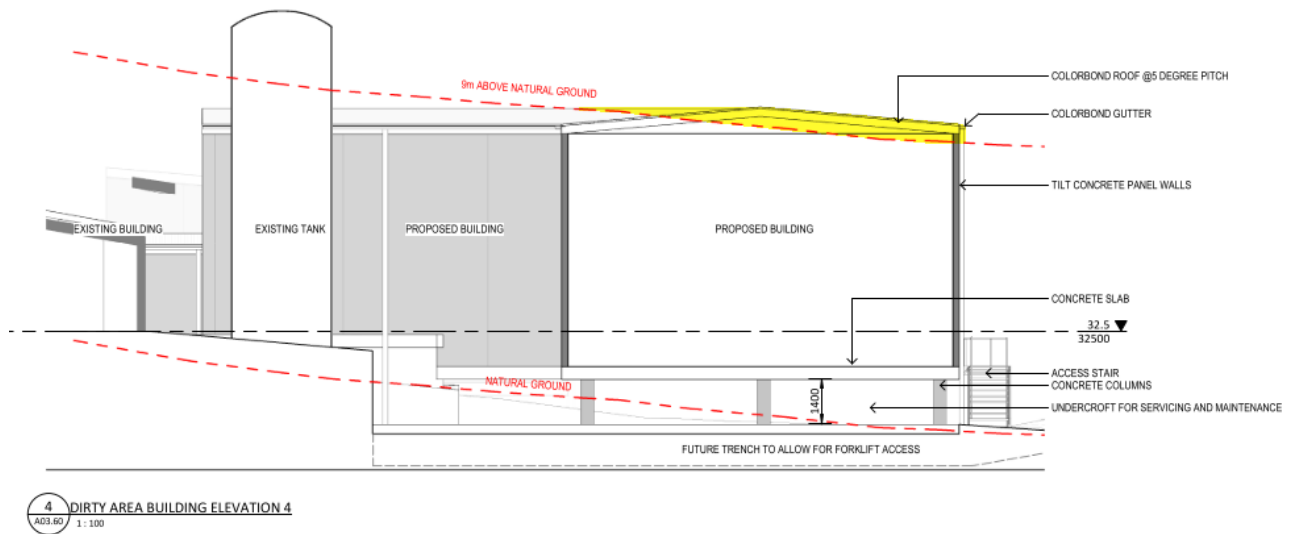 9m ABOVE NATURAL GROUND
COLORBOND ROOF @5 DEGREE PITCH
COLORBOND GUTTER
TILT CONCRETE PANEL WALLS
EXISTING BUILDING
EXISTING TANK
PROPOSED BUILDING
PROPOSED BUILDING
CONCRETE SLAB
32.5
32500
NATURAL GROUND
1400
ACCESS STAIR
CONCRETE COLUMNS
UNDERCROFT FOR SERVICING AND MAINTENANCE
FUTURE TRENCH TO ALLOW FOR FORKLIFT ACCESS
4
A03.60
DIRTY AREA BUILDING ELEVATION 4
1 : 100